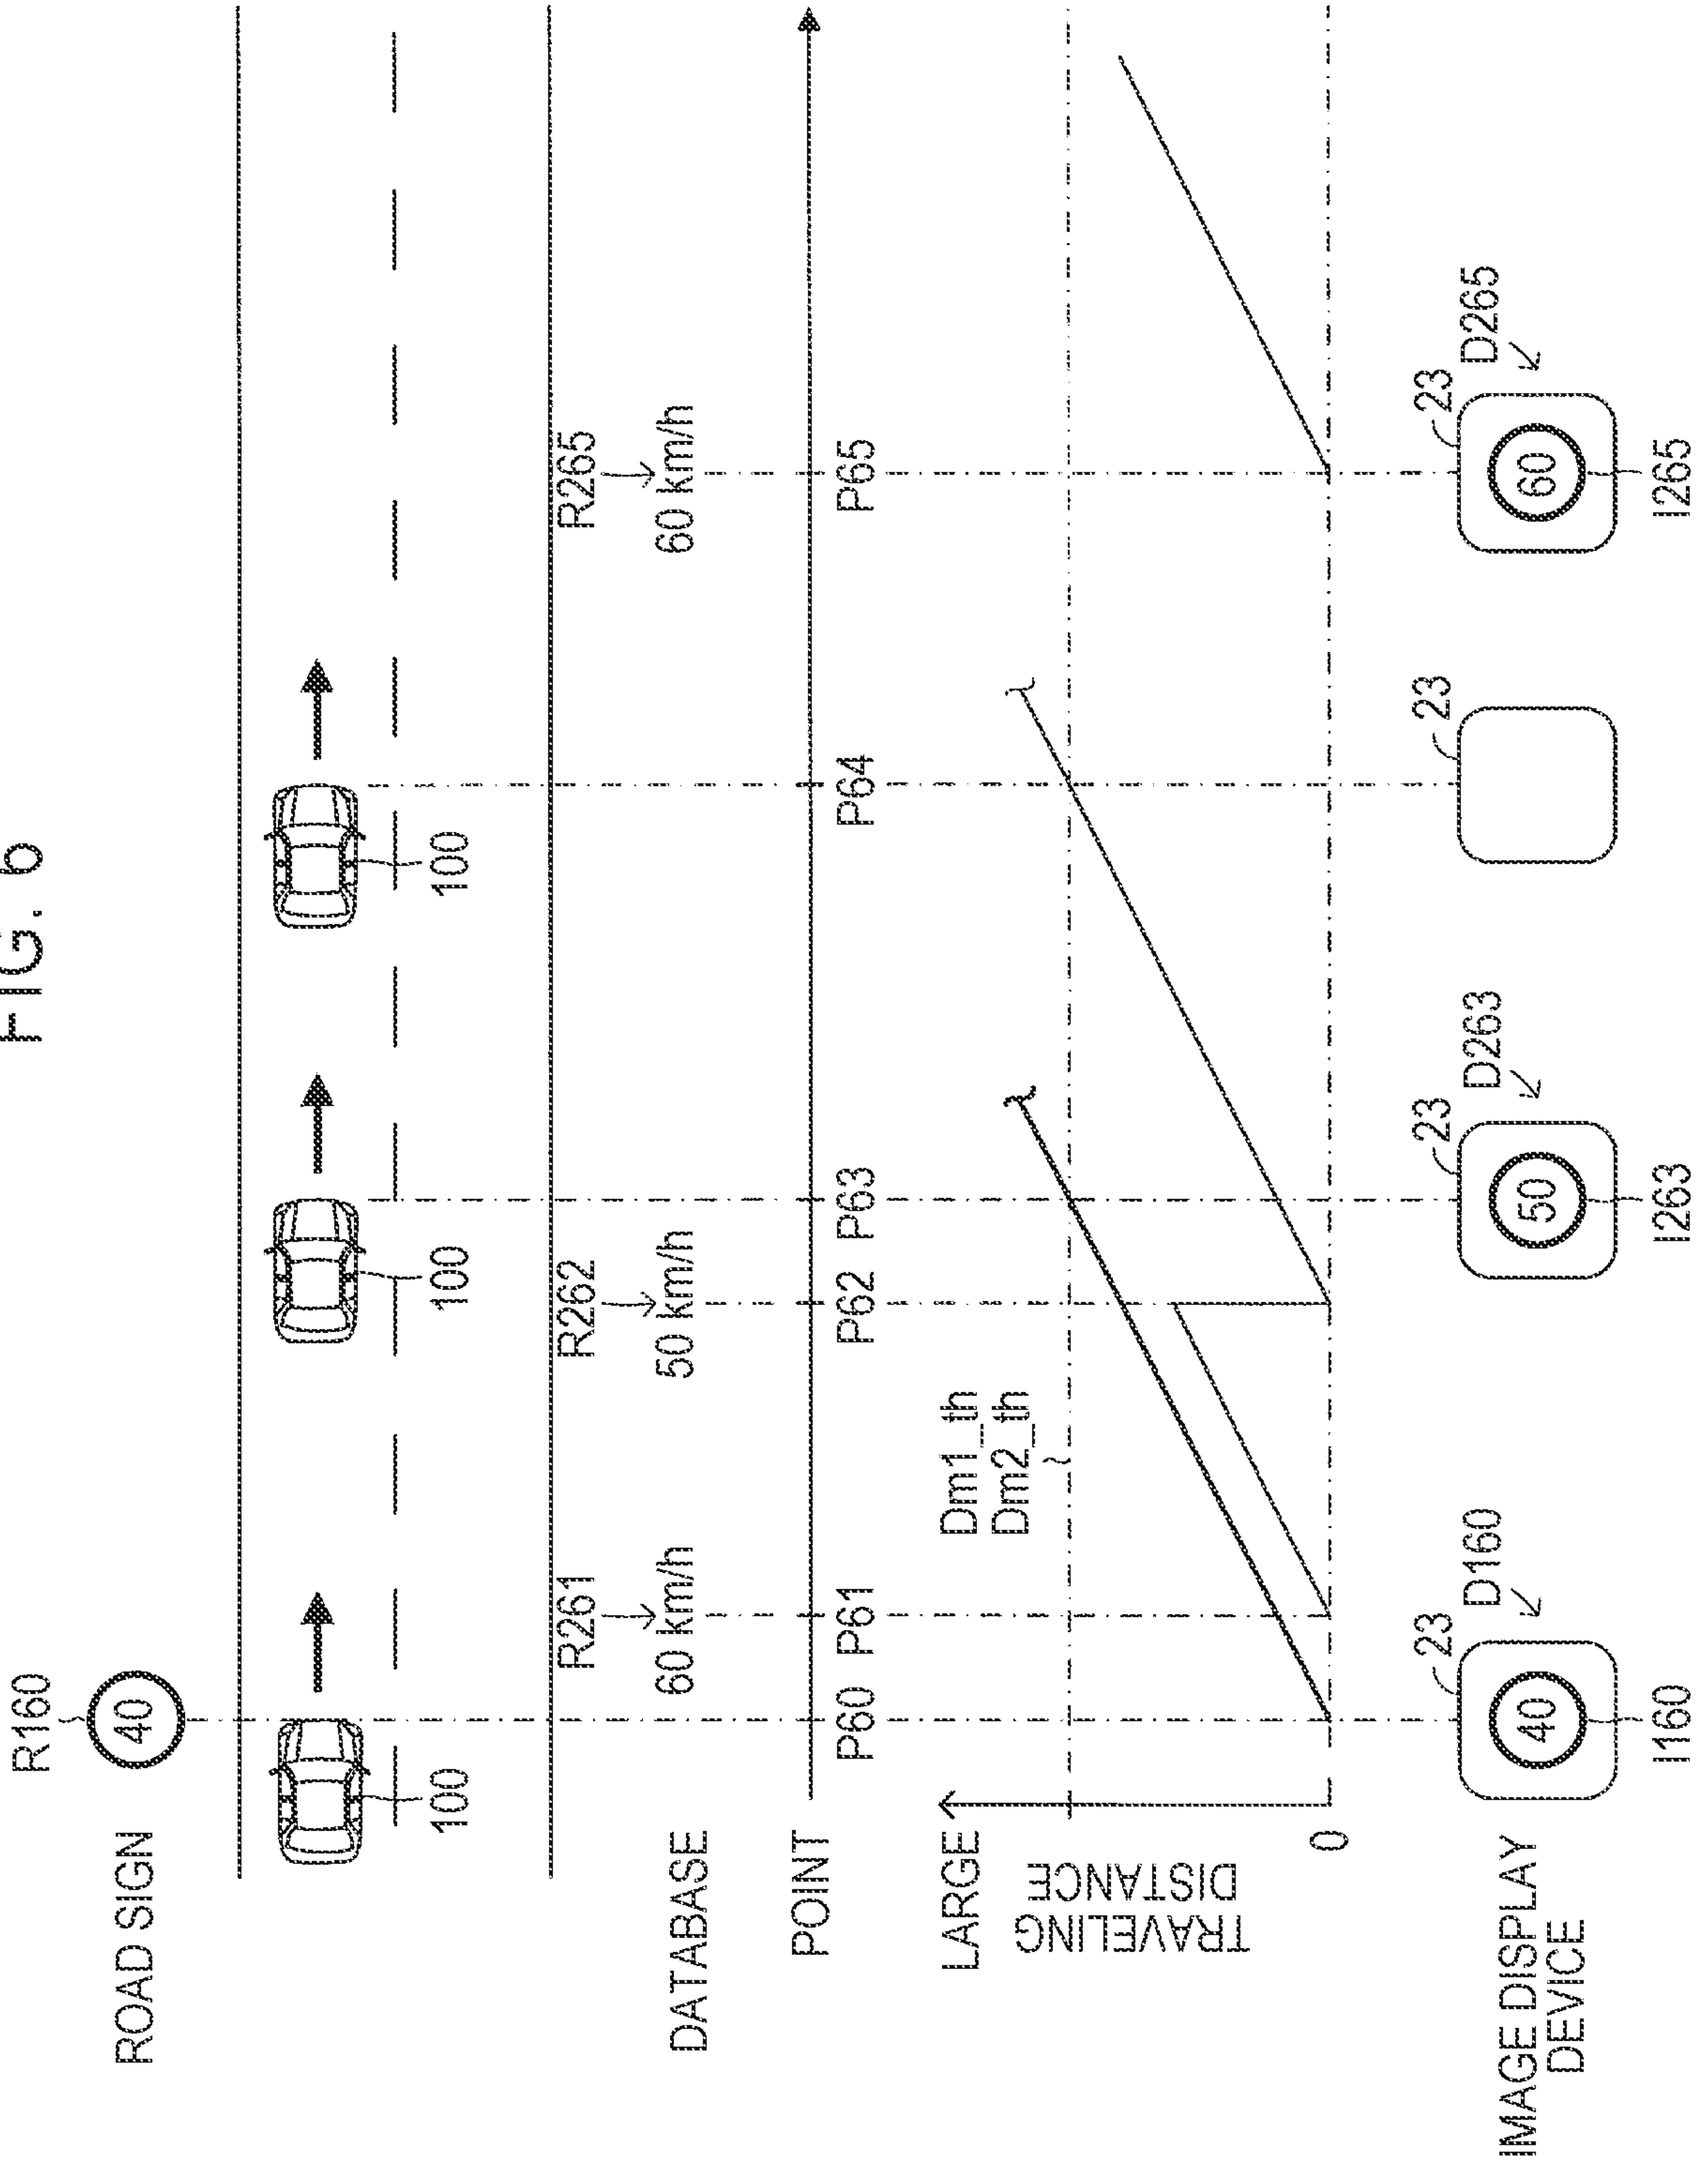 FIG. 6
R160
ROAD SIGN
40
100
100
100
R261
R262
R265
DATABASE
60 km/h
50 km/h
60 km/h
POINT
P60
P61
P62
P63
P64
P65
LARGE
TRAVELING
DISTANCE
Dm1_th
Dm2_th
0
IMAGE DISPLAY
DEVICE
23
D160
40
I160
23
D263
50
I263
23
23
D265
60
I265